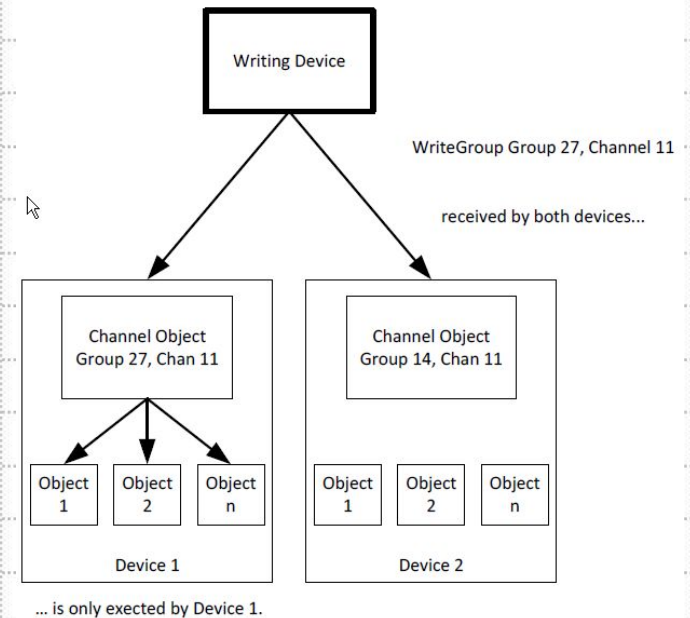 Writing Device
WriteGroup Group 27, Channel 11
received by both devices...
Channel Object
Group 27, Chan 11
Channel Object
Group 14, Chan 11
Object
1
Object
2
Object
n
Object
1
Object
2
Object
n
Device 1
Device 2
... is only exected by Device 1.